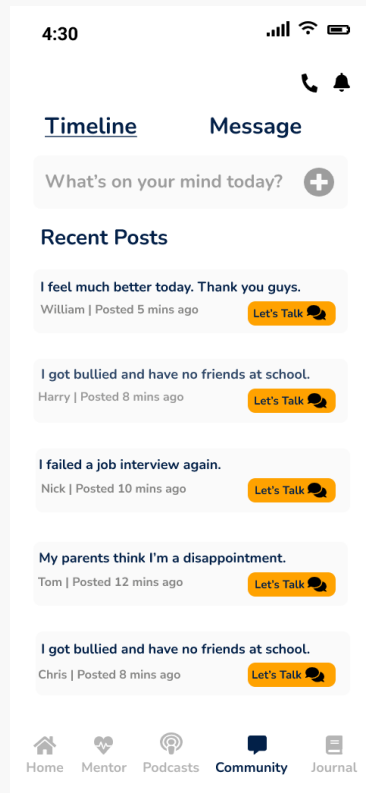 4:30
Timeline Message
What's on your mind today?
Recent Posts
I feel much better today. Thank you guys.
William | Posted 5 mins ago
Let's Talk
I got bullied and have no friends at school.
Harry | Posted 8 mins ago
Let's Talk
I failed a job interview again.
Nick | Posted 10 mins ago
Let's Talk
My parents think I'm a disappointment.
Tom | Posted 12 mins ago
Let's Talk
I got bullied and have no friends at school.
Chris | Posted 8 mins ago
Let's Talk
Home Mentor Podcasts Community Journal